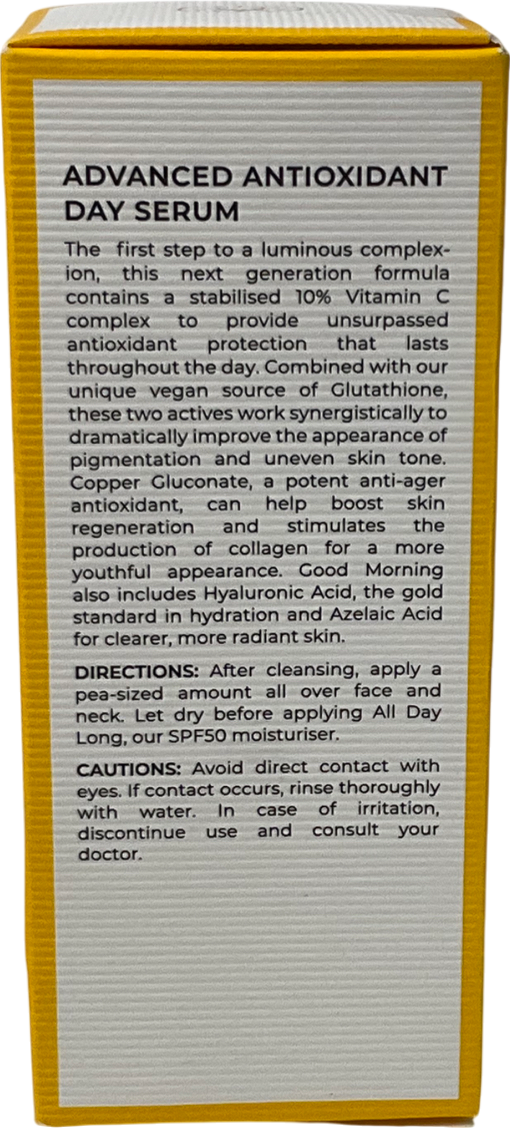 ADVANCED ANTIOXIDANT
DAY SERUM
The first step to a luminous complex-
ion, this next generation formula
contains a stabilised 10% Vitamin C
complex to provide unsurpassed
antioxidant protection that lasts
throughout the day. Combined with our
unique vegan source of Glutathione,
these two actives work synergistically to
dramatically improve the appearance of
pigmentation and uneven skin tone.
Copper Gluconate, a potent anti-ager
antioxidant, can help boost skin
regeneration and stimulates the
production of collagen for a more
youthful appearance. Good Morning
also includes Hyaluronic Acid, the gold
standard in hydration and Azelaic Acid
for clearer, more radiant skin.
DIRECTIONS: After cleansing, apply a
pea-sized amount all over face and
neck. Let dry before applying All Day
Long, our SPF50 moisturiser.
CAUTIONS: Avoid direct contact with
eyes. If contact occurs, rinse thoroughly
with water. In case of irritation,
discontinue use and consult your
doctor.